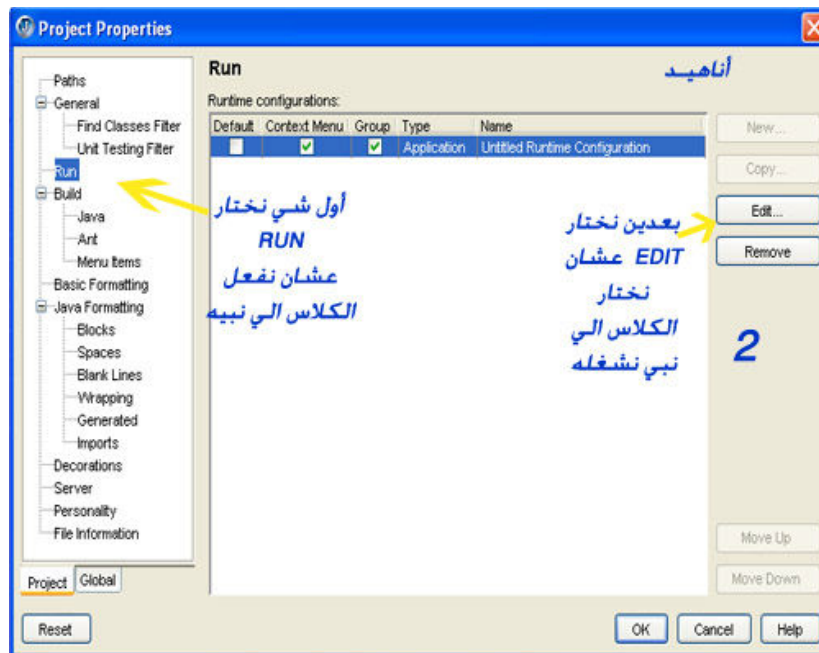 Project Properties
Paths
General
Find Classes Filter
Unit Testing Filter
Run
Build
Java
Ant
Menu Items
Basic Formatting
Java Formatting
Blocks
Spaces
Blank Lines
Wrapping
Generated
Imports
Decorations
Server
Personality
File Information
Project Global
Run
أناهيـد
Runtime configurations:
Default Context Menu Group Type Name
Application Untitled Runtime Configuration
أول شـي نختار
RUN
عشـان نفعل
الكلاس الي نبيه
بعدين نختار
EDIT عشـان
نختار
الكلاس الي
نبي نشغله
New...
Copy...
Edit...
Remove
2
Move Up
Move Down
Reset OK Cancel Help